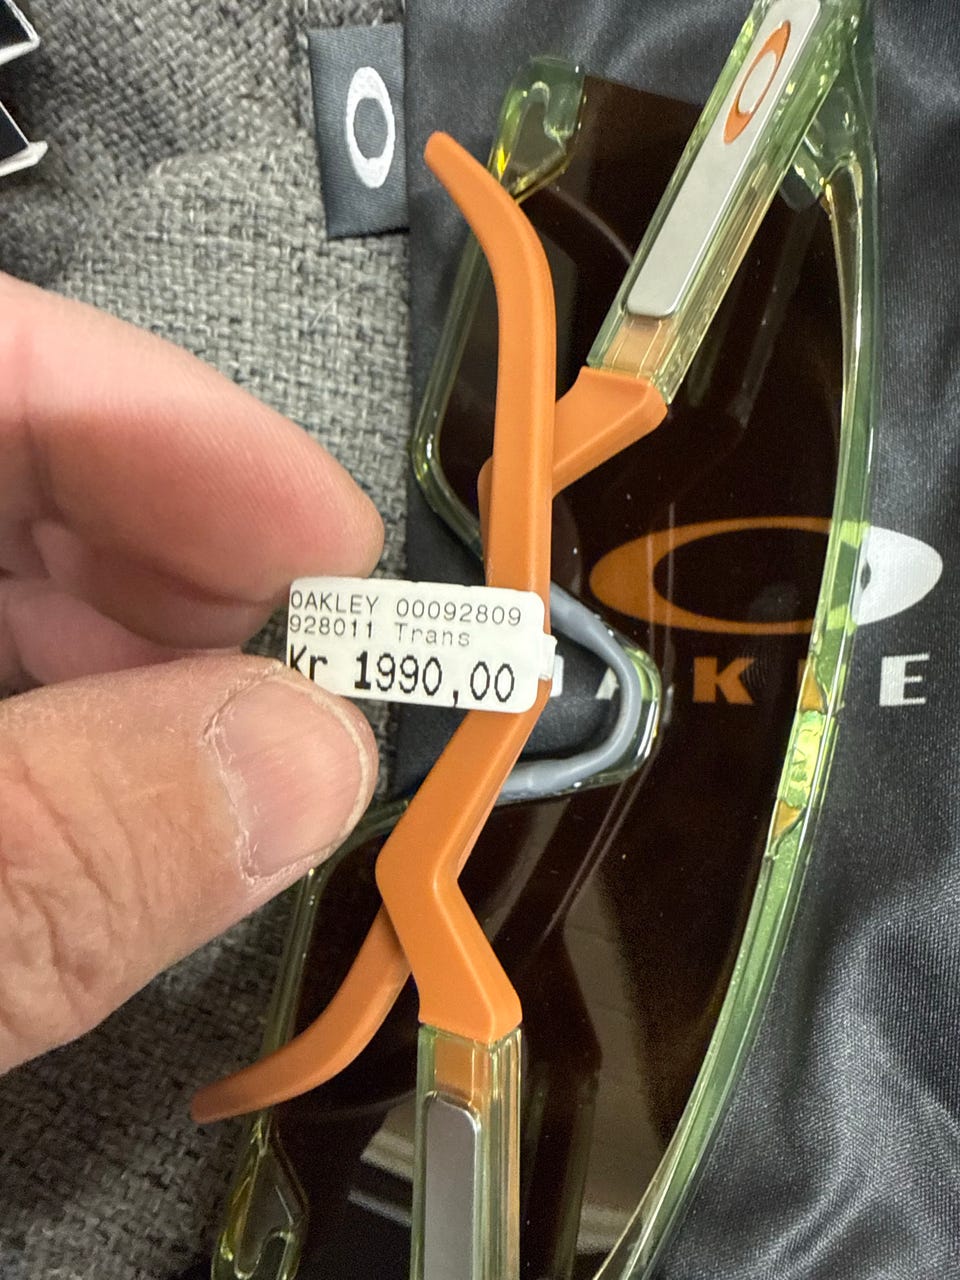 OAKLEY 00092809
928011 Trans
Kr 1990,00
AKLE